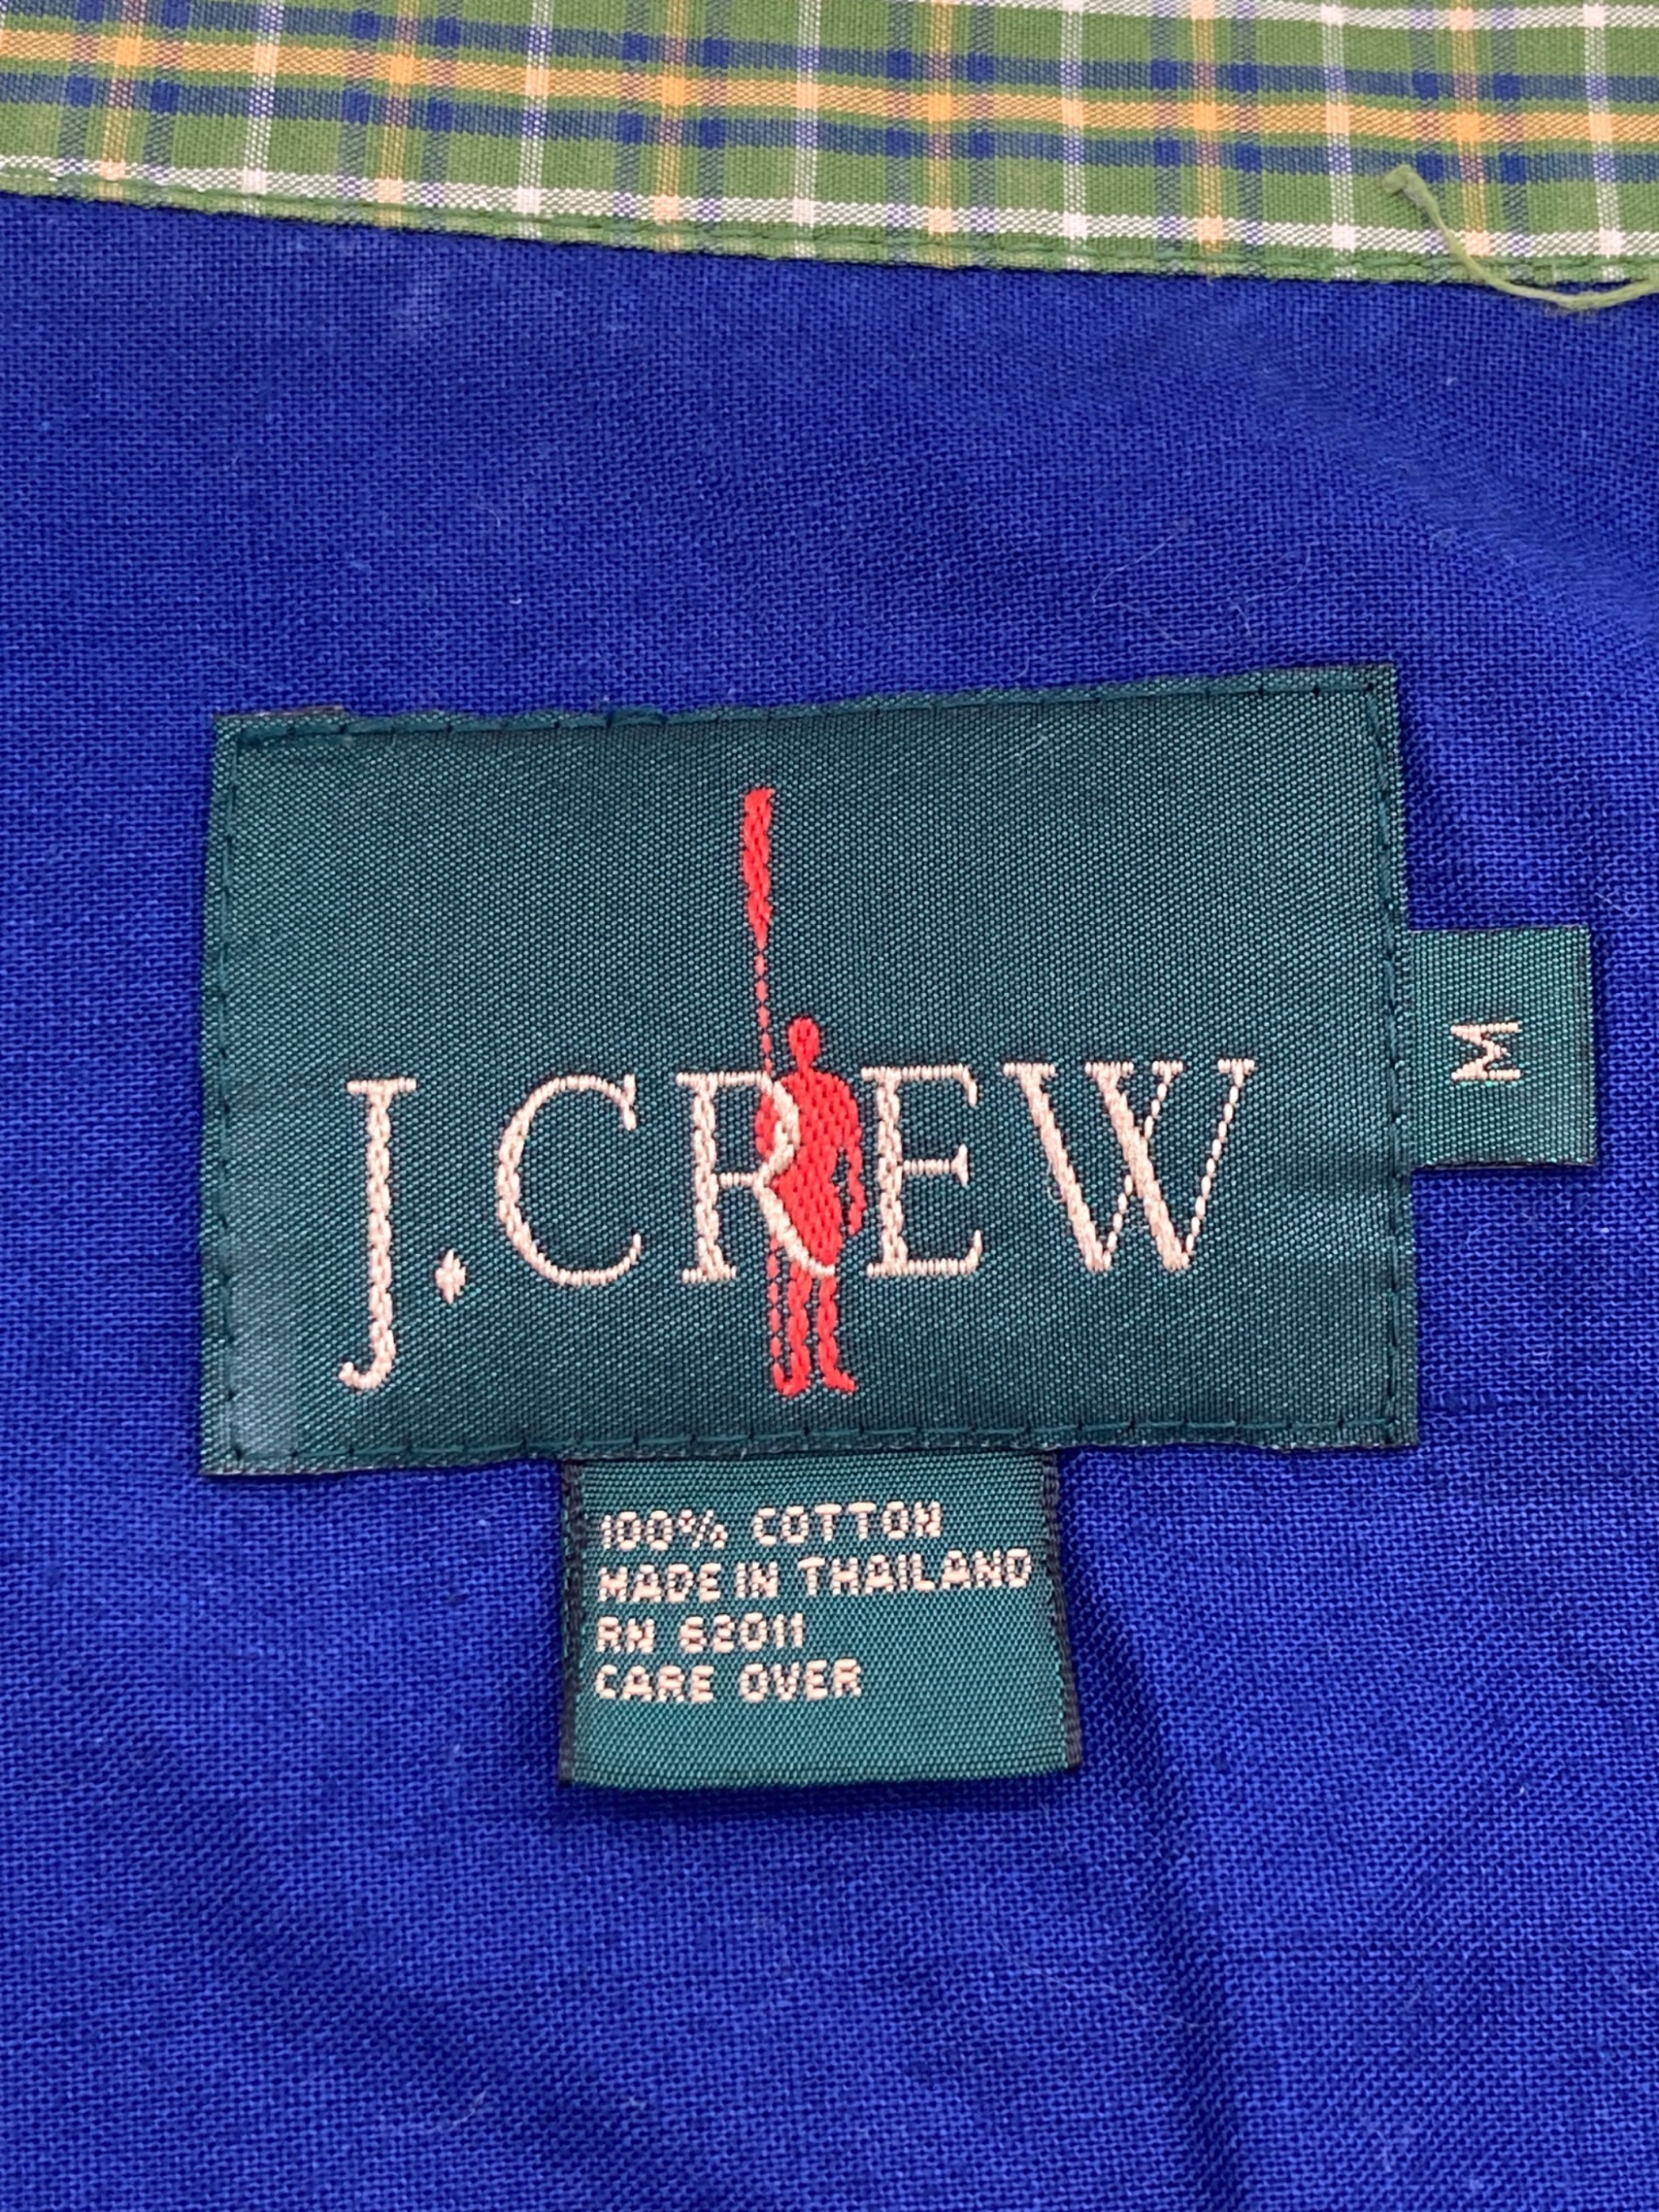 J.CREW
M
100% COTTON
MADE IN THAILAND
RN 62011
CARE OVER